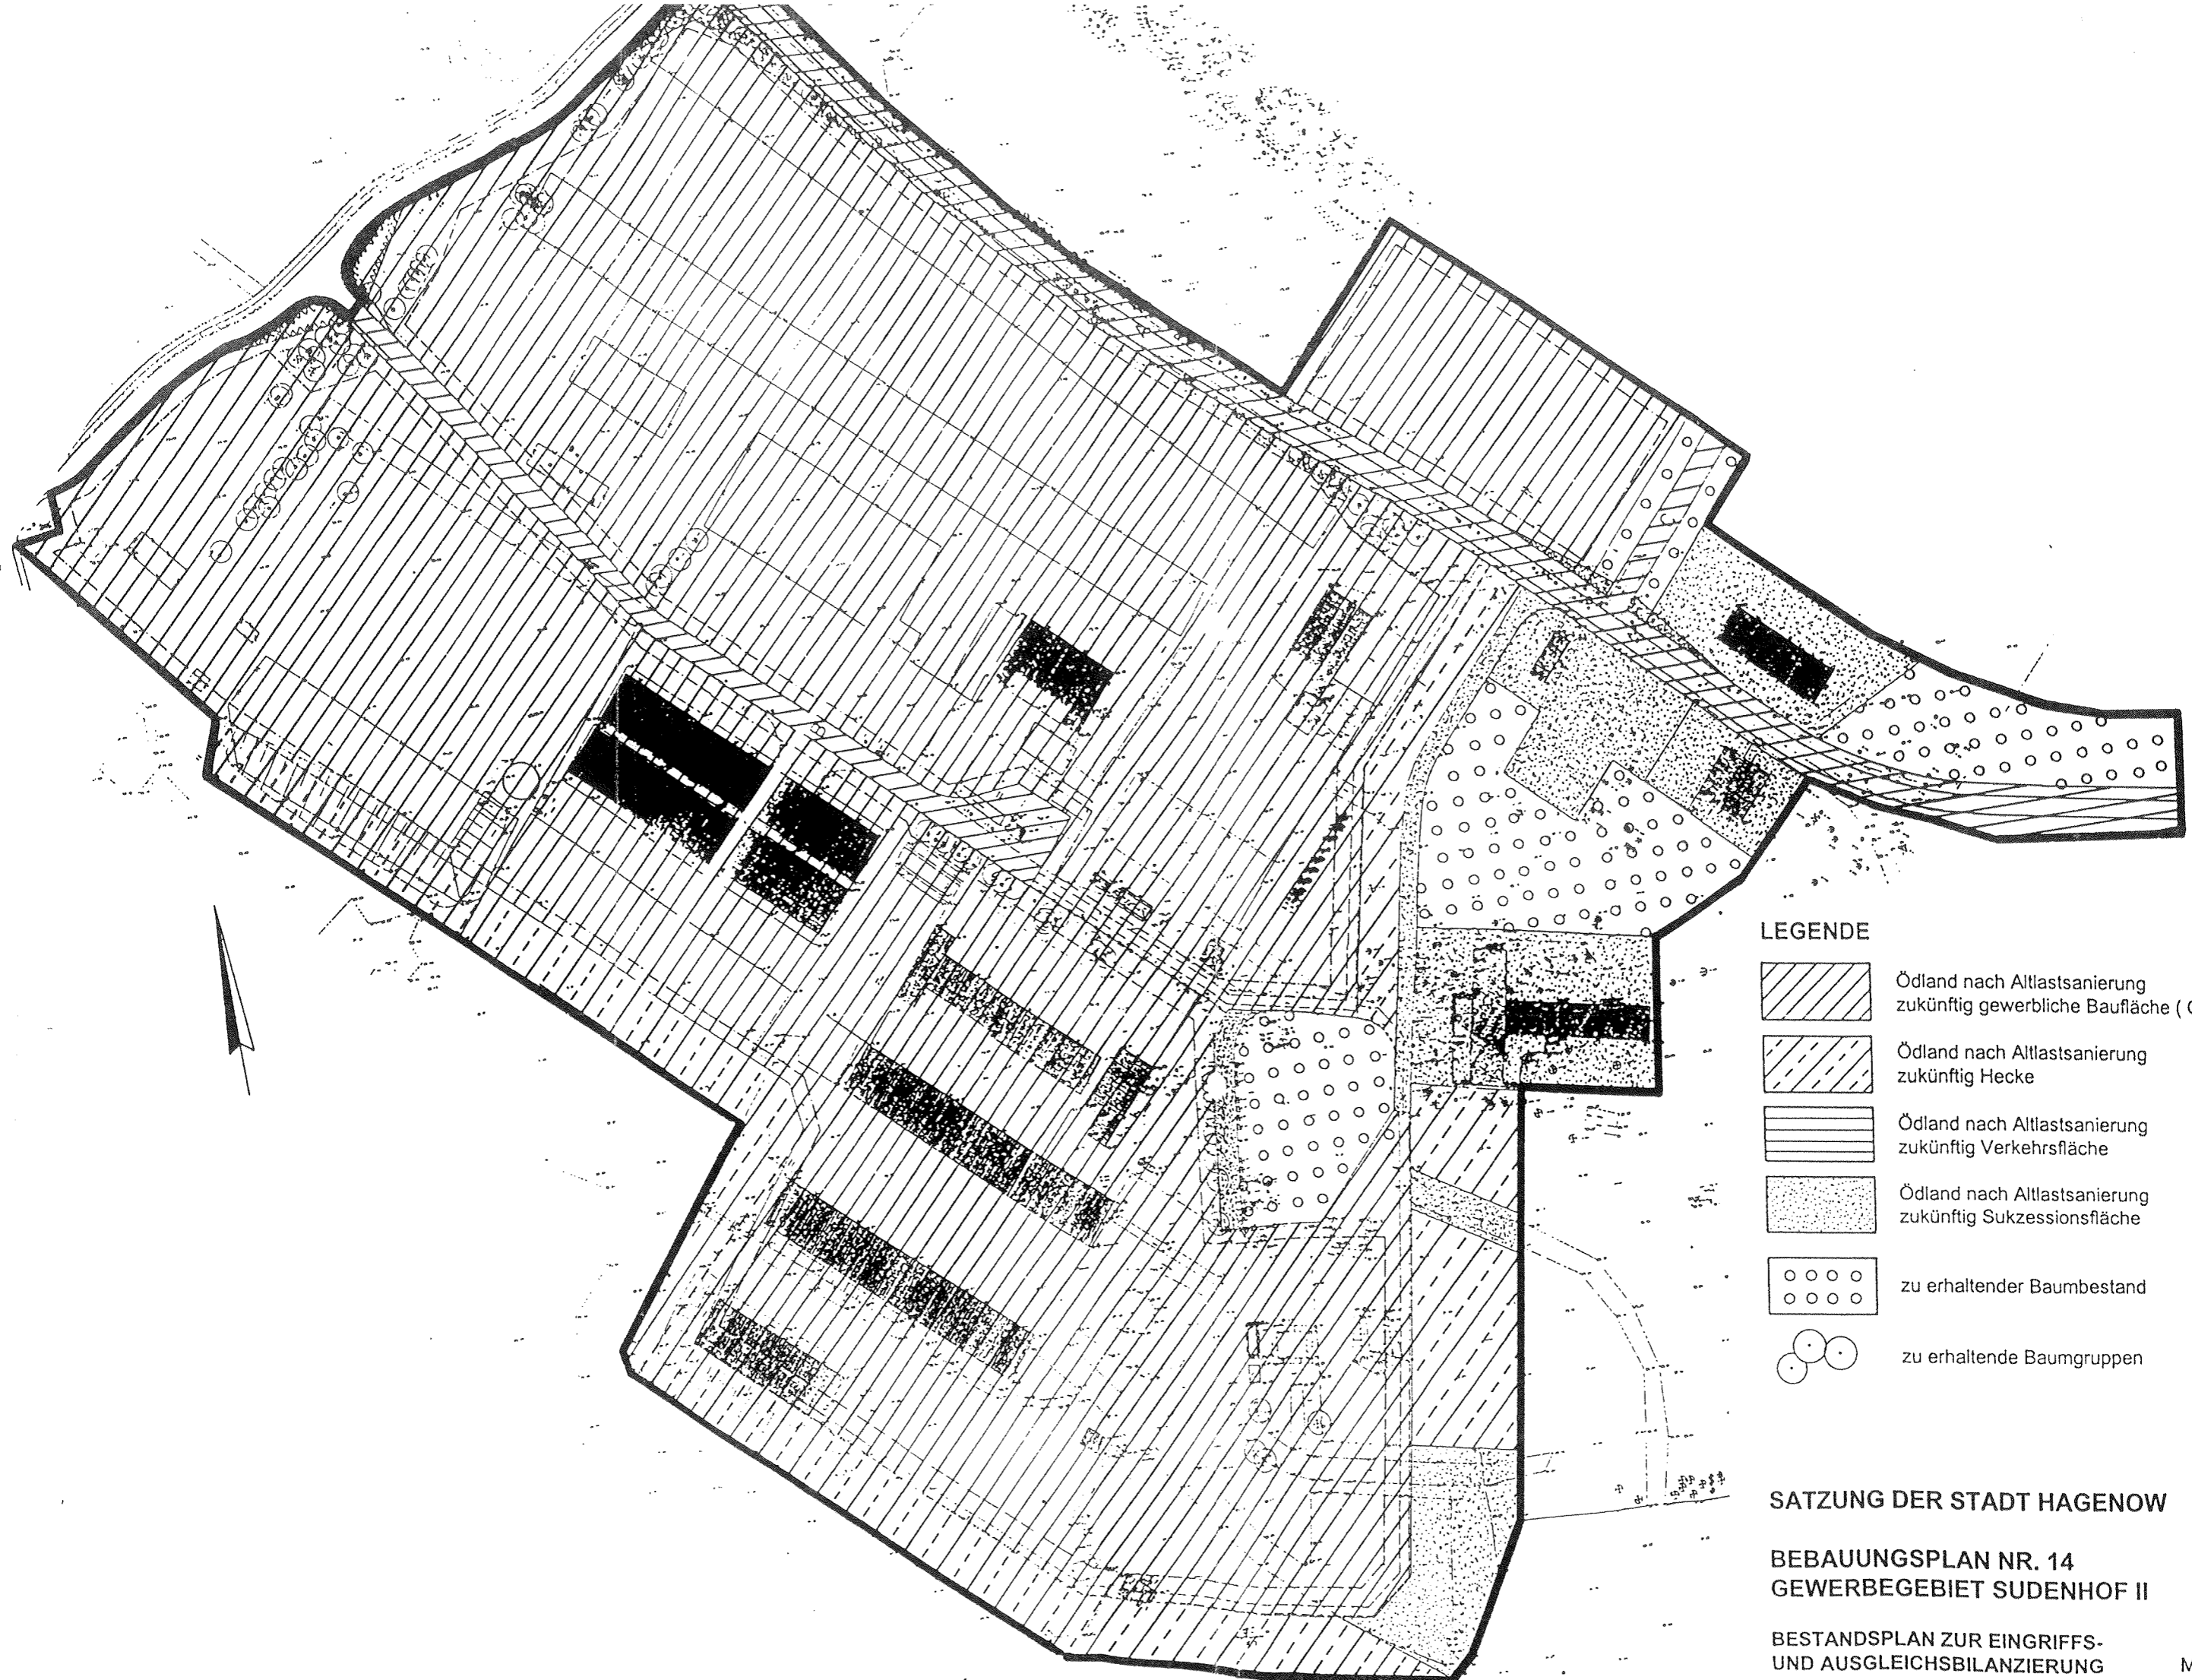 LEGENDE
Ödland nach Altlastsanierung
zukünftig gewerbliche Baufläche (
Ödland nach Altlastsanierung
zukünftig Hecke
Ödland nach Altlastsanierung
zukünftig Verkehrsfläche
Ödland nach Altlastsanierung
zukünftig Sukzessionsfläche
zu erhaltender Baumbestand
zu erhaltende Baumgruppen
SATZUNG DER STADT HAGENOW
BEBAUUNGSPLAN NR. 14
GEWERBEGEBIET SUDENHOF II
BESTANDSPLAN ZUR EINGRIFFS-
UND AUSGLEICHSBILANZIERUNG